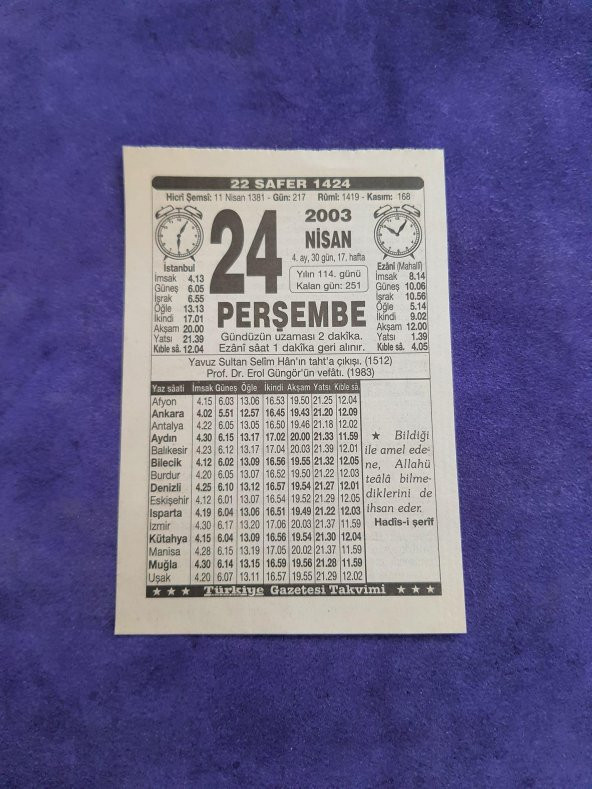 22 SAFER 1424
Hicrî Şemsî: 11 Nisan 1381 - Gün: 217 Rûmî: 1419 - Kasım: 168
24
2003
NİSAN
4. ay, 30 gün, 17. hafta
Yılın 114. günü
Kalan gün: 251
İstanbul
İmsak 4.13
Güneş 6.05
İşrak 6.55
Öğle 13.13
İkindi 17.01
Akşam 20.00
Yatsı 21.39
Kıble sâ. 12.04
Ezânî (Mahallî)
İmsak 8.14
Güneş 10.06
İşrak 10.56
Öğle 5.14
İkindi 9.02
Akşam 12.00
Yatsı 1.39
Kıble sâ. 4.05
PERŞEMBE
Gündüzün uzaması 2 dakika.
Ezânî sâat 1 dakîka geri alınır.
Yavuz Sultan Selîm Hân'ın taht'a çıkışı. (1512)
Prof. Dr. Erol Güngör'ün vefâtı. (1983)
Yaz sâati İmsak Güneş Öğle İkindi Akşam Yatsı Kıble sâ.
Afyon 4.15 6.03 13.06 16.53 19.50 21.25 12.04
Ankara 4.02 5.51 12.57 16.45 19.43 21.20 12.09
Antalya 4.22 6.05 13.05 16.50 19.46 21.18 12.02
Aydın 4.30 6.15 13.17 17.02 20.00 21.33 11.59
Balıkesir 4.23 6.12 13.17 17.04 20.03 21.39 12.01
Bilecik 4.12 6.02 13.09 16.56 19.55 21.32 12.05
Burdur 4.20 6.05 13.07 16.52 19.50 21.22 12.03
Denizli 4.25 6.10 13.12 16.57 19.54 21.27 12.01
Eskişehir 4.12 6.01 13.07 16.54 19.52 21.29 12.05
Isparta 4.19 6.04 13.06 16.51 19.49 21.22 12.03
İzmir 4.30 6.17 13.20 17.06 20.03 21.37 11.59
Kütahya 4.15 6.04 13.09 16.56 19.54 21.30 12.04
Manisa 4.28 6.15 13.19 17.05 20.02 21.37 11.59
Muğla 4.30 6.14 13.15 16.59 19.56 21.28 11.59
Uşak 4.20 6.07 13.11 16.57 19.55 21.29 12.02
★ Bildiği
ile amel ede-
ne, Allahü
teâlâ bilme-
diklerini de
ihsan eder.
Hadîs-i şerîf
★ ★ ★ Türkiye Gazetesi Takvimi ★ ★ ★